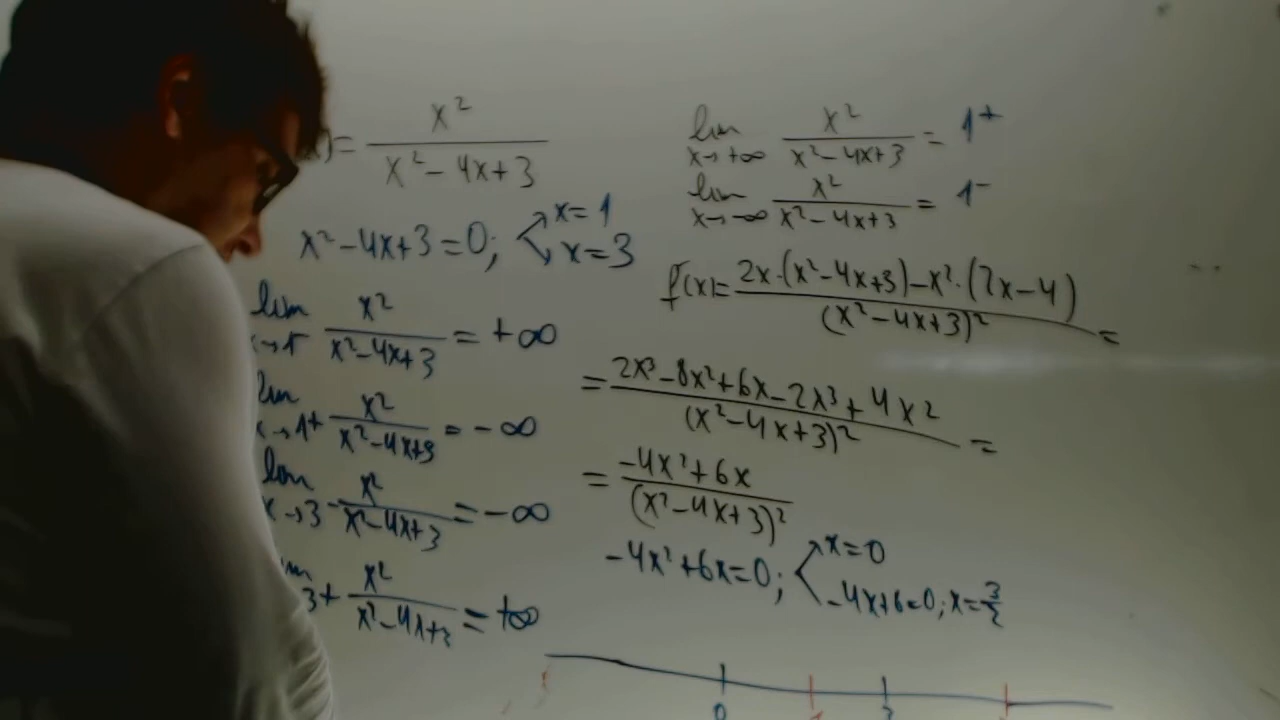 ) = x² / (x² - 4x + 3)
x² - 4x + 3 = 0; x = 1
x = 3
lim x→1⁻ x² / (x² - 4x + 3) = +∞
lim x→1⁺ x² / (x² - 4x + 3) = -∞
lim x→3⁻ x² / (x² - 4x + 3) = -∞
3⁺ x² / (x² - 4x + 3) = +∞
lim x→+∞ x² / (x² - 4x + 3) = 1⁺
lim x→-∞ x² / (x² - 4x + 3) = 1⁻
f'(x) = (2x·(x² - 4x + 3) - x²·(2x - 4)) / (x² - 4x + 3)² =
= (2x³ - 8x² + 6x - 2x³ + 4x²) / (x² - 4x + 3)² =
= (-4x² + 6x) / (x² - 4x + 3)²
-4x² + 6x = 0; x = 0
-4x + 6 = 0; x = 3/2
0